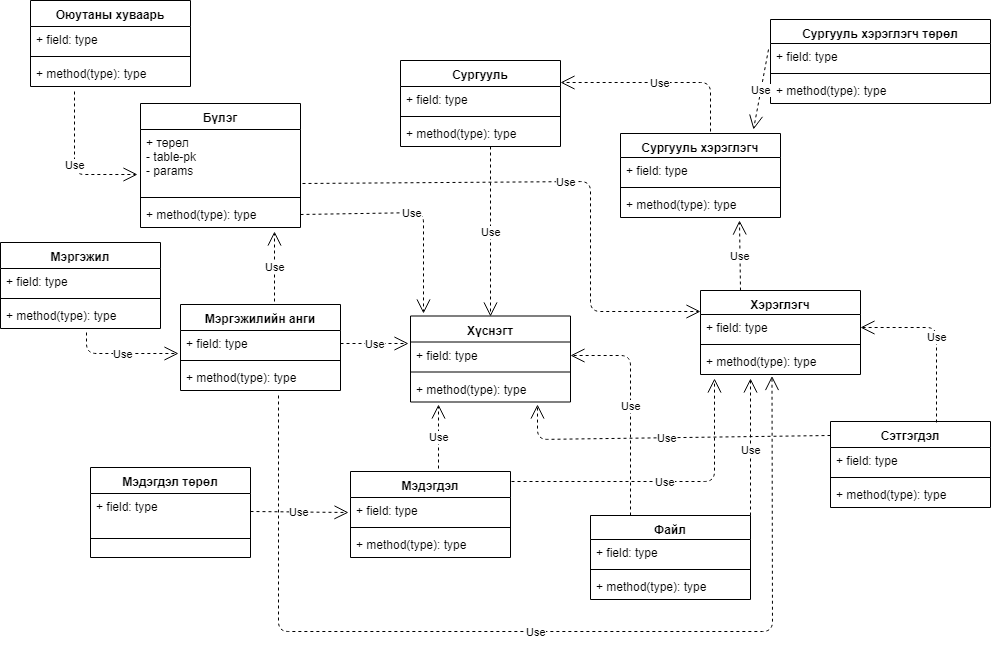 Оюутаны хуваарь
+ field: type
+ method(type): type
Сургууль хэрэглэгч төрөл
+ field: type
+ method(type): type
Сургууль
+ field: type
+ method(type): type
Use
Use
Бүлэг
+ төрөл
- table-pk
- params
+ method(type): type
Сургууль хэрэглэгч
+ field: type
+ method(type): type
Use
Use
Use
Use
Use
Use
Мэргэжил
+ field: type
+ method(type): type
Мэргэжилийн анги
+ field: type
+ method(type): type
Use
Use
Хүснэгт
+ field: type
+ method(type): type
Хэрэглэгч
+ field: type
+ method(type): type
Use
Use
Use
Use
Use
Use
Сэтгэгдэл
+ field: type
+ method(type): type
Мэдэгдэл төрөл
+ field: type
Use
Мэдэгдэл
+ field: type
+ method(type): type
Use
Файл
+ field: type
+ method(type): type
Use